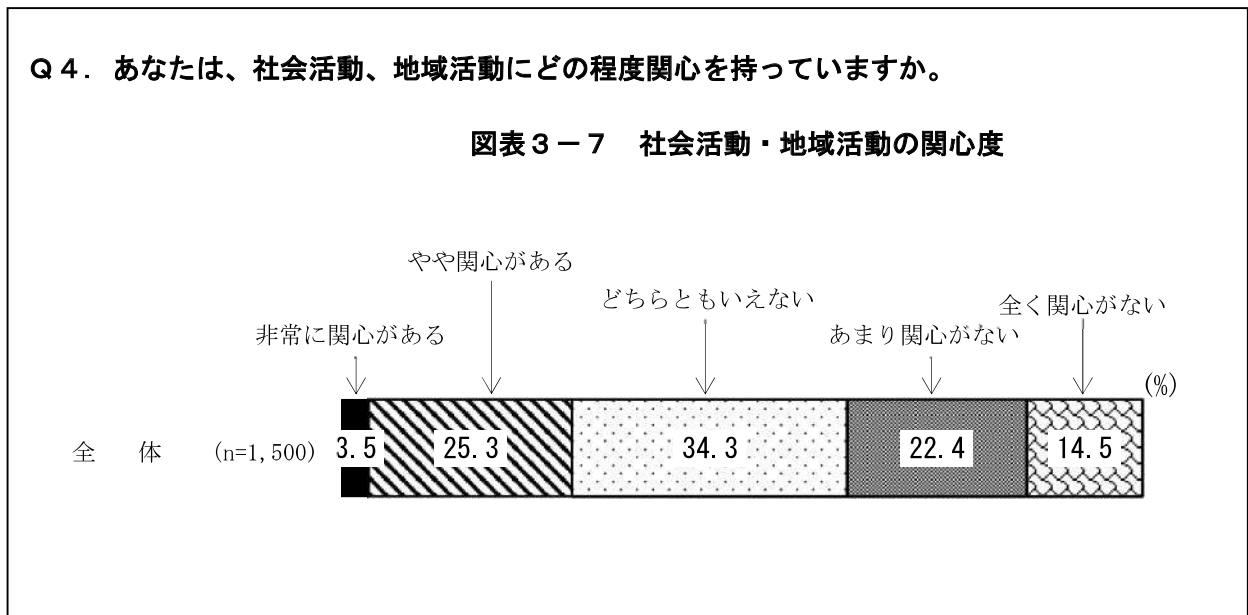 Q4. あなたは、社会活動、地域活動にどの程度関心を持っていますか。
図表3-7 社会活動・地域活動の関心度
やや関心がある
どちらともいえない
全く関心がない
非常に関心がある
あまり関心がない
(%)
全 体 (n=1,500) 3.5 25.3 34.3 22.4 14.5